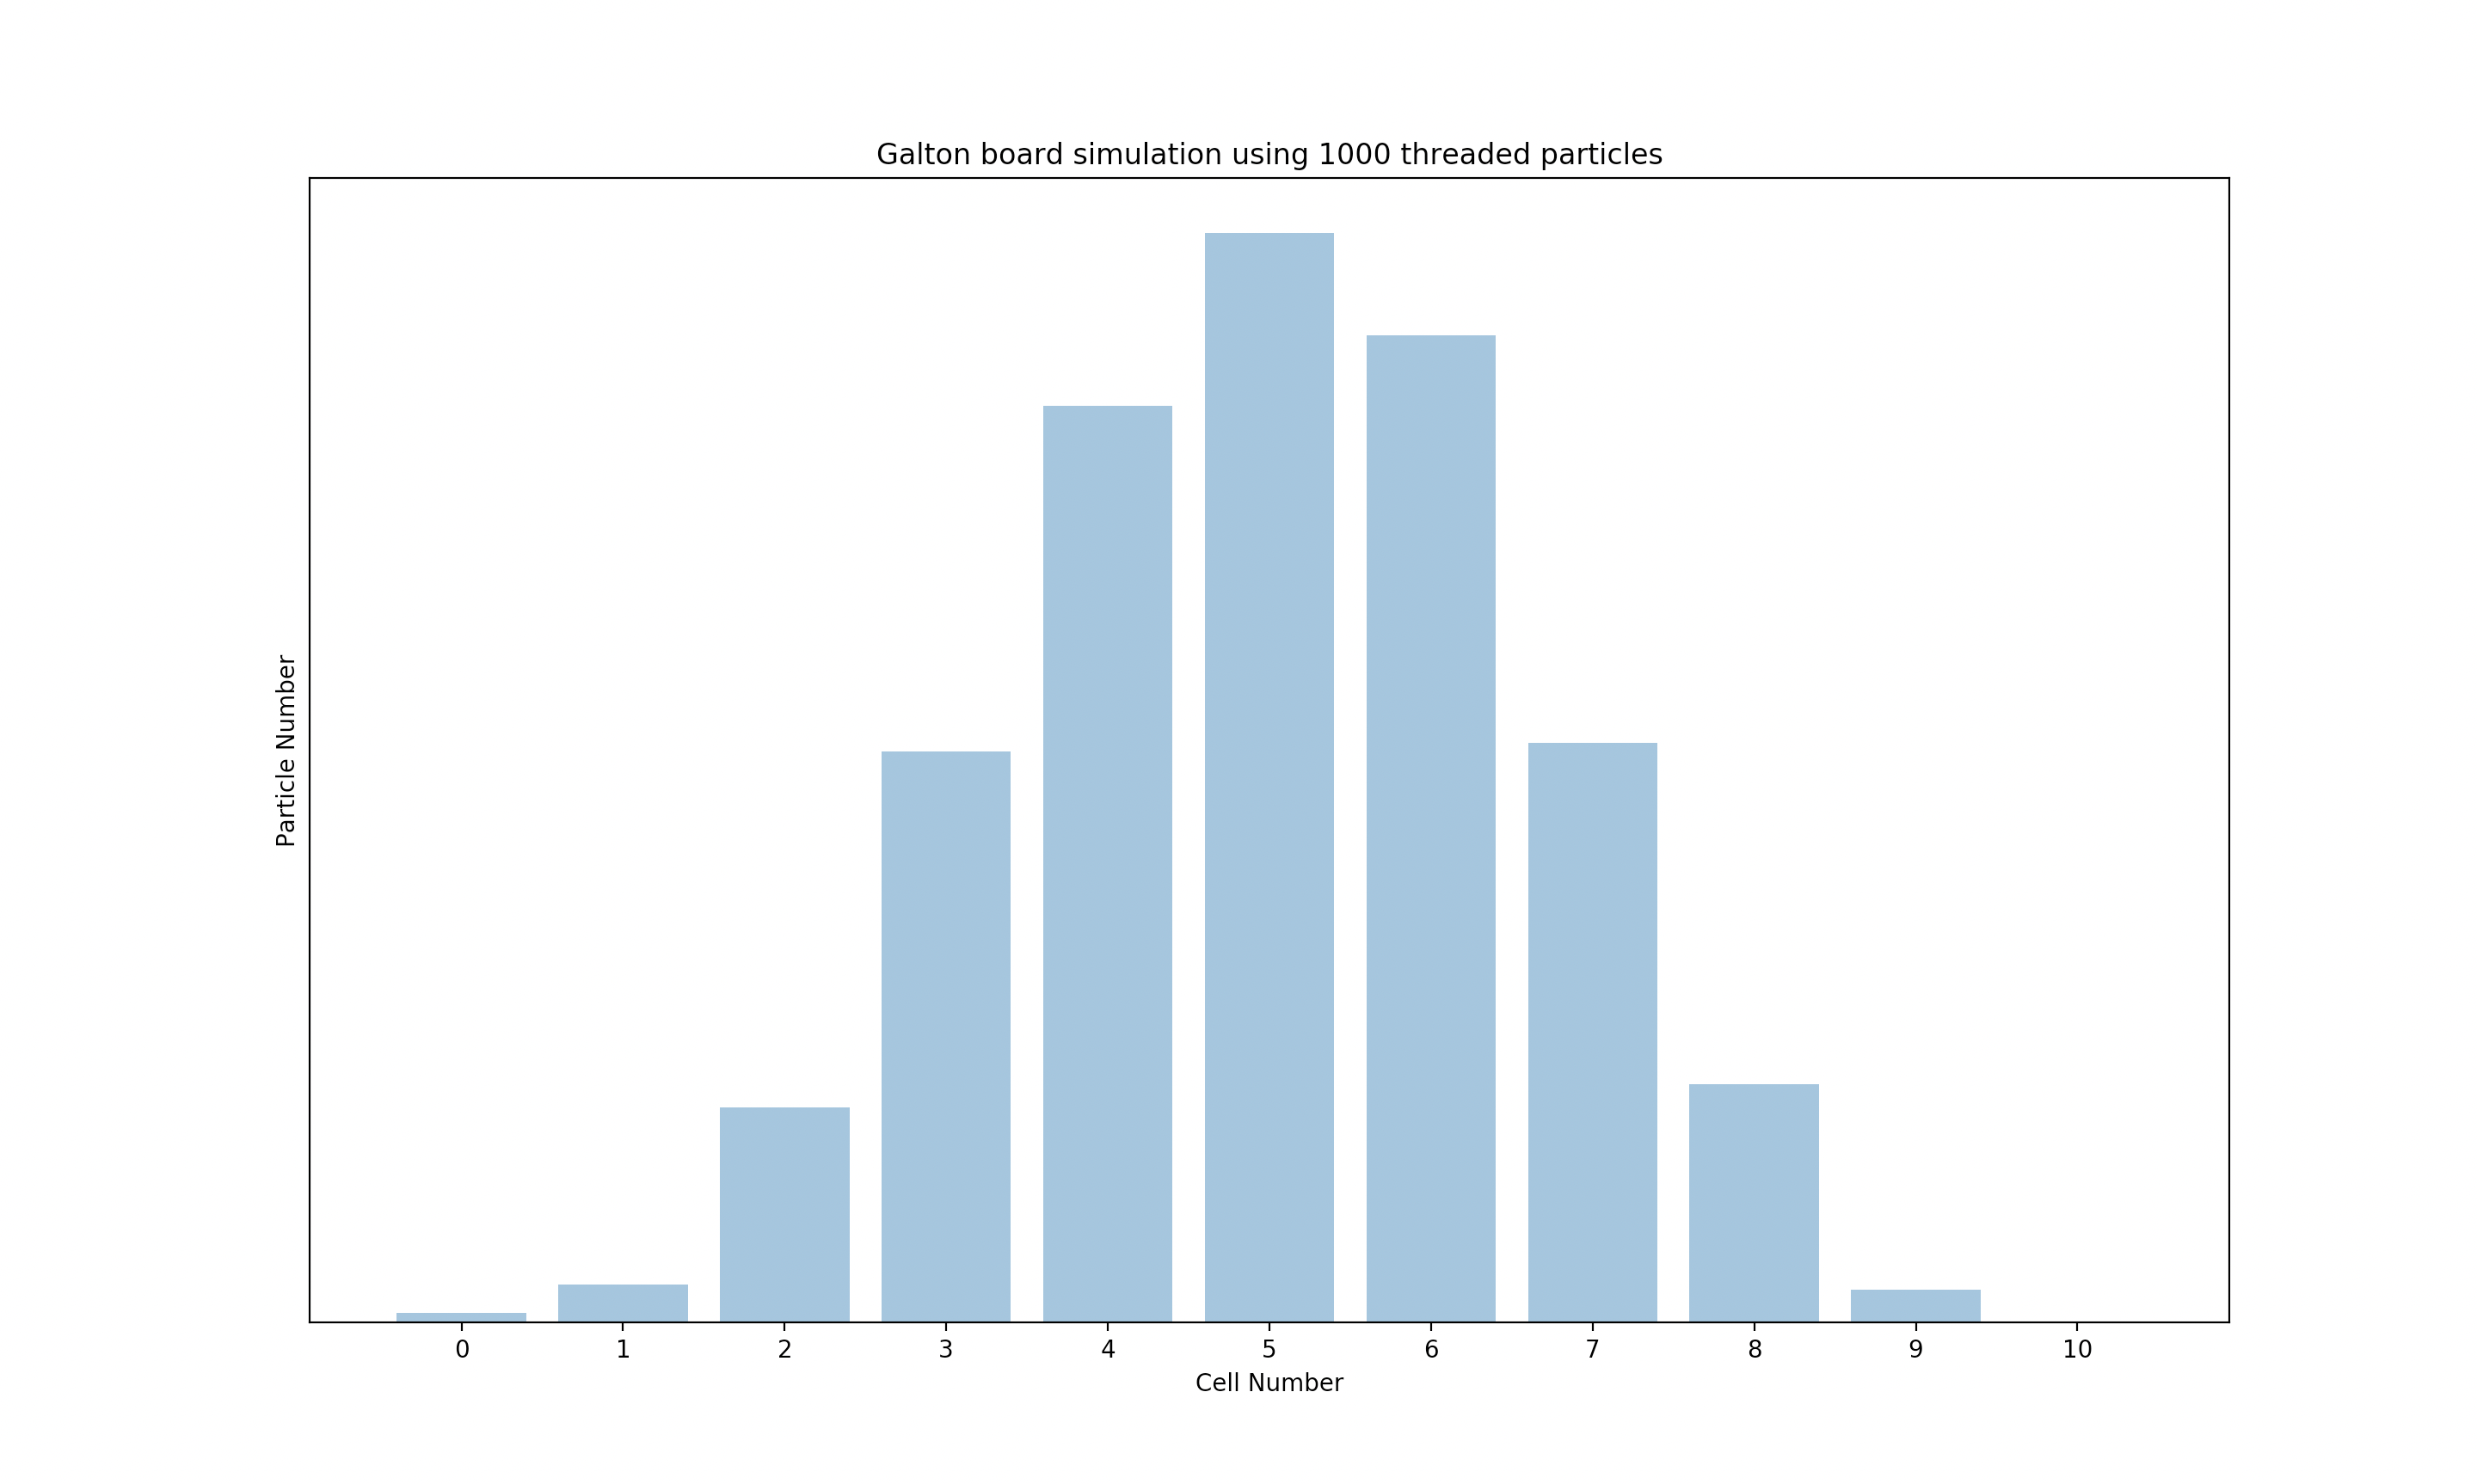 Galton board simulation using 1000 threaded particles
Particle Number
0 1 2 3 4 5 6 7 8 9 10
Cell Number